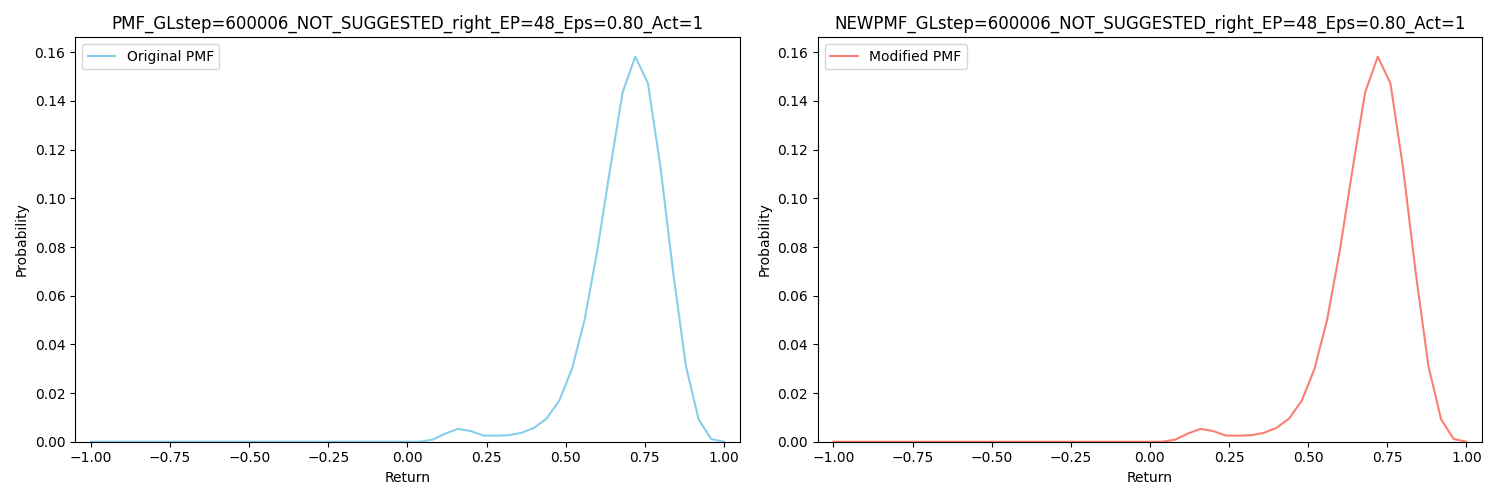 PMF_GLstep=600006_NOT_SUGGESTED_right_EP=48_Eps=0.80_Act=1
Original PMF
0.16
0.14
0.12
0.10
0.08
0.06
0.04
0.02
0.00
Probability
−1.00 −0.75 −0.50 −0.25 0.00 0.25 0.50 0.75 1.00
Return
NEWPMF_GLstep=600006_NOT_SUGGESTED_right_EP=48_Eps=0.80_Act=1
Modified PMF
0.16
0.14
0.12
0.10
0.08
0.06
0.04
0.02
0.00
Probability
−1.00 −0.75 −0.50 −0.25 0.00 0.25 0.50 0.75 1.00
Return